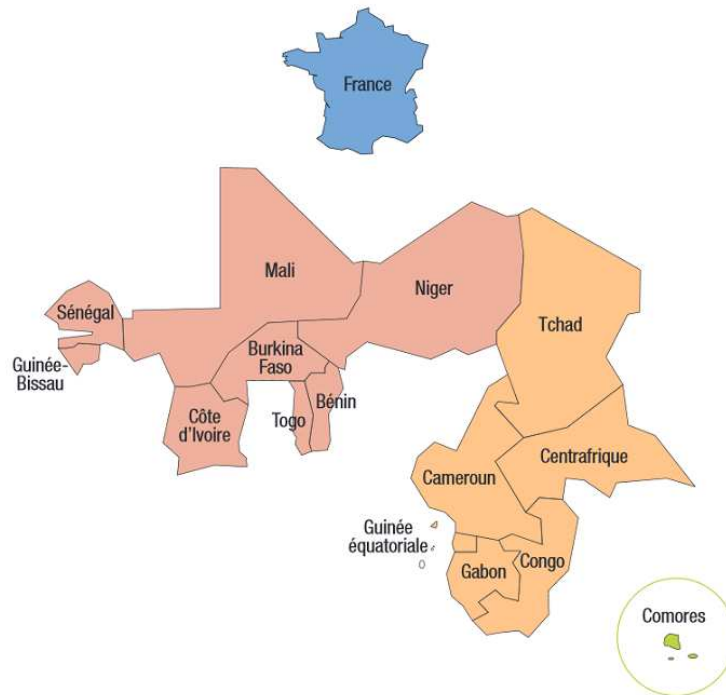 France
Mali
Niger
Sénégal
Tchad
Guinée-
Bissau
Burkina
Faso
Côte
d'Ivoire
Togo
Bénin
Cameroun
Centrafrique
Guinée
équatoriale
Gabon
Congo
Comores